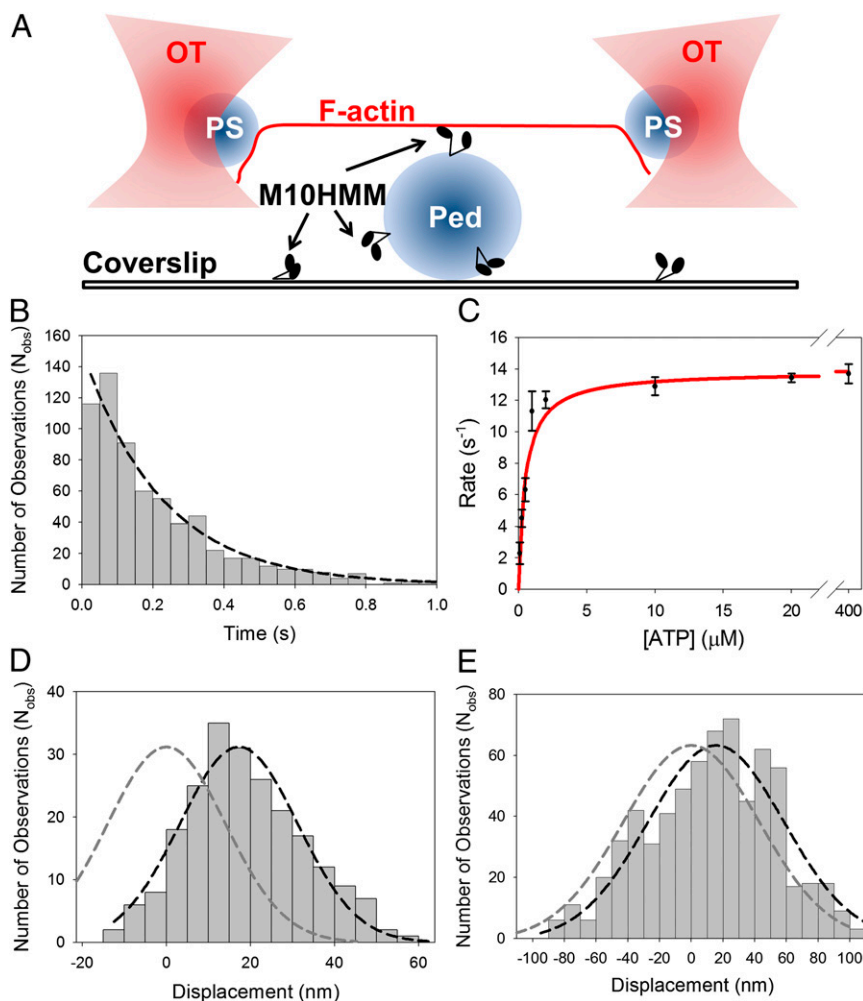 A
OT
OT
PS
F-actin
PS
M10HMM
Ped
Coverslip
B
Number of Observations (Nobs)
160
140
120
100
80
60
40
20
0
0.0 0.2 0.4 0.6 0.8 1.0
Time (s)
C
Rate (s-1)
16
14
12
10
8
6
4
2
0
0 5 10 15 20 400
[ATP] (μM)
D
Number of Observations (Nobs)
40
30
20
10
0
-20 0 20 40 60
Displacement (nm)
E
Number of Observations (Nobs)
80
60
40
20
0
-100 -80 -60 -40 -20 0 20 40 60 80 100
Displacement (nm)